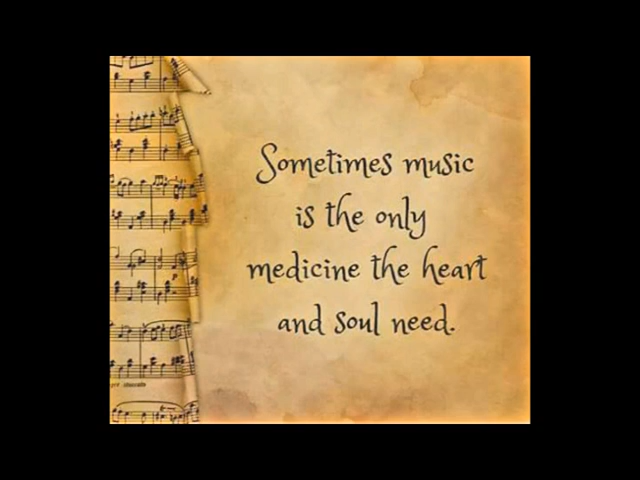 Sometimes music
is the only
medicine the heart
and soul need.